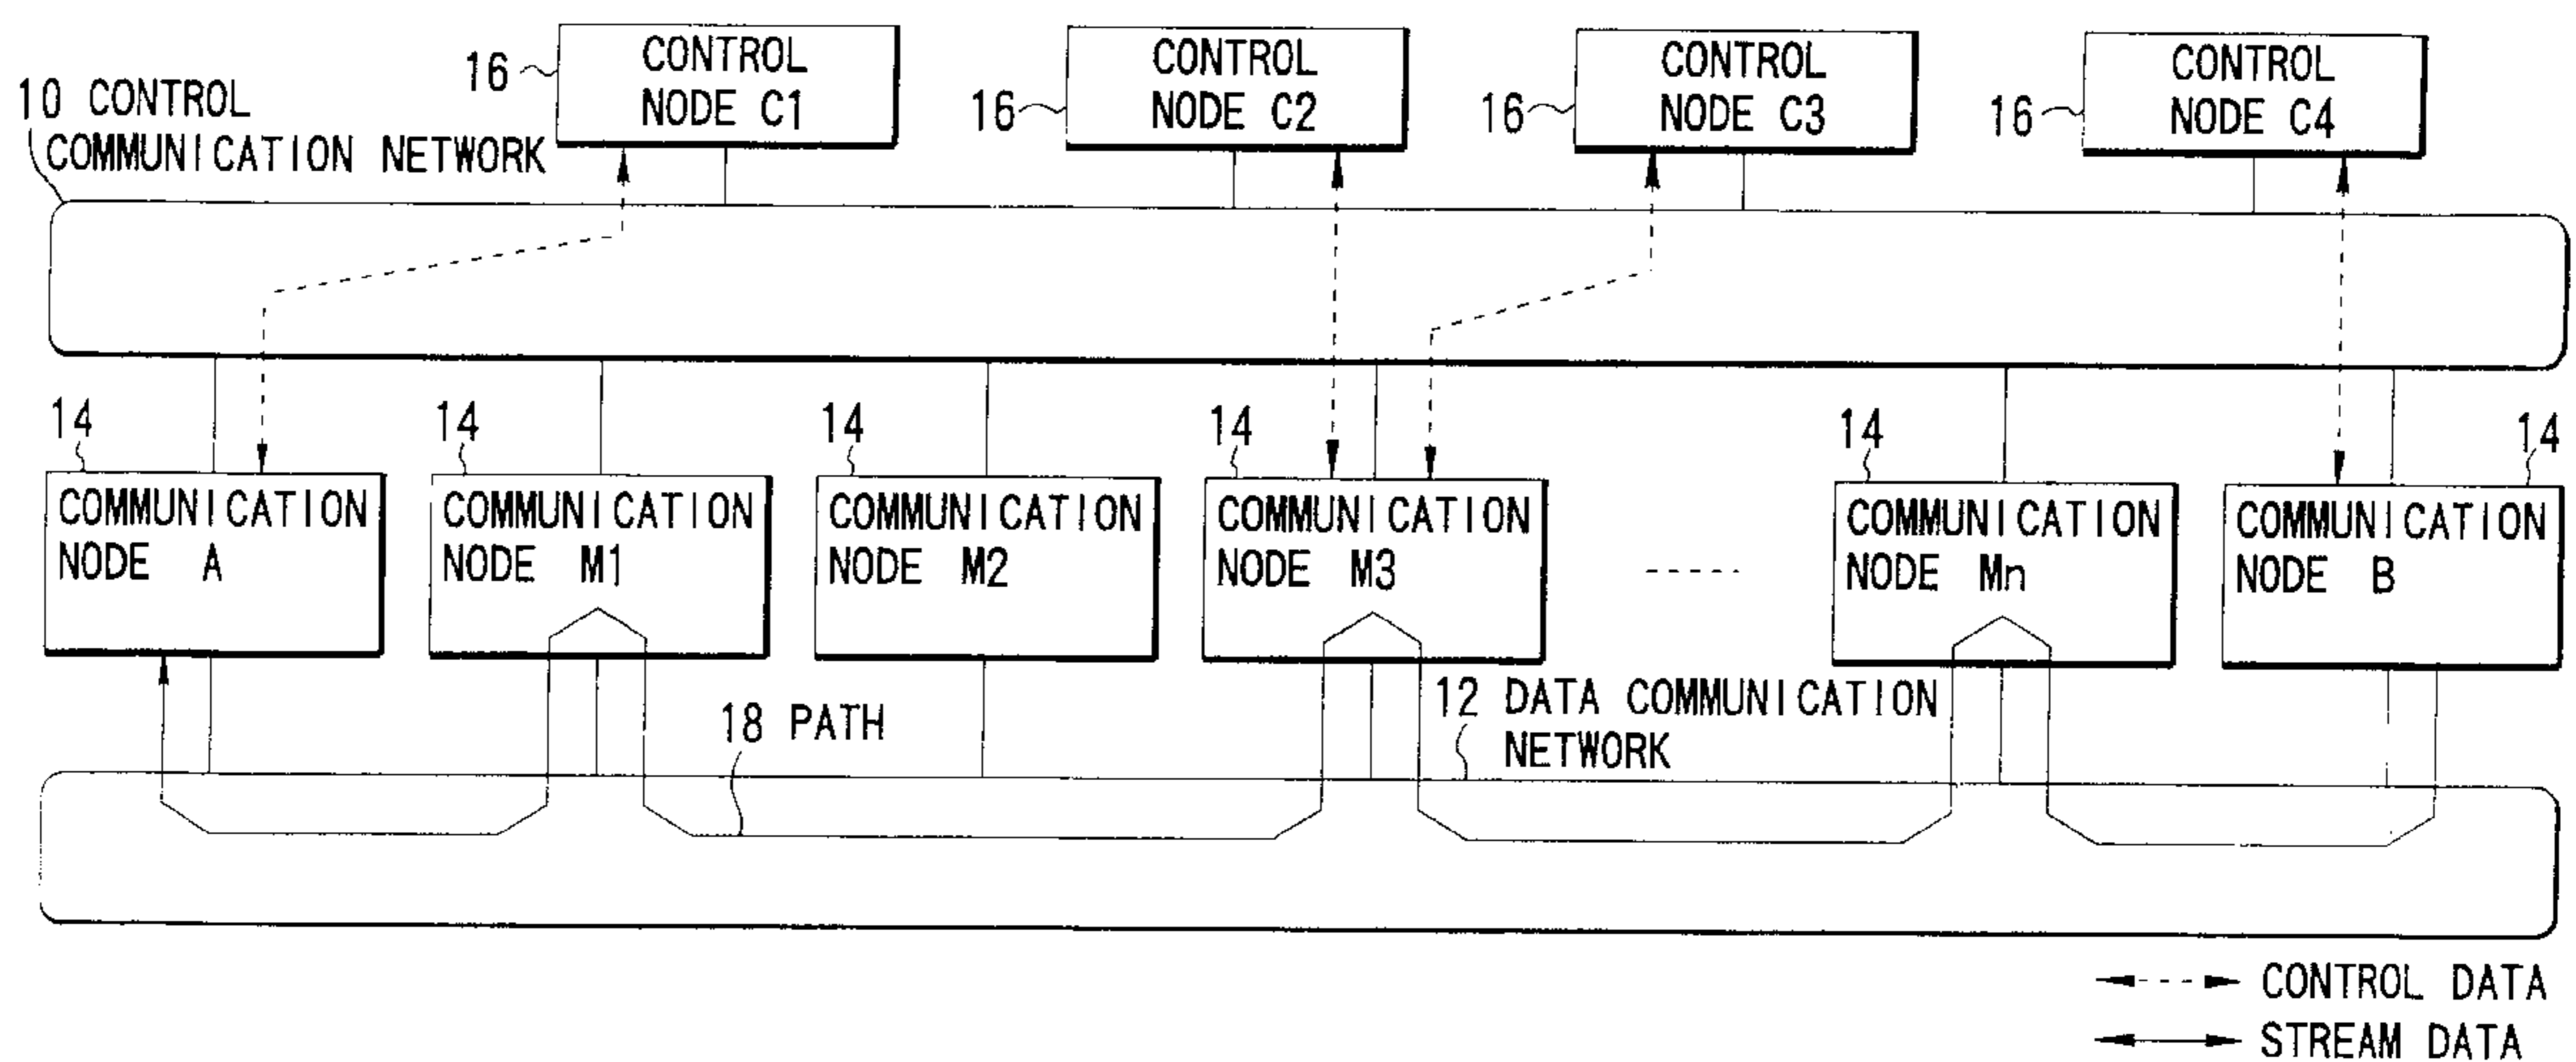 10 CONTROL
COMMUNICATION NETWORK
16
CONTROL
NODE C1
16
CONTROL
NODE C2
16
CONTROL
NODE C3
16
CONTROL
NODE C4
14
COMMUNICATION
NODE A
14
COMMUNICATION
NODE M1
14
COMMUNICATION
NODE M2
14
COMMUNICATION
NODE M3
14
COMMUNICATION
NODE Mn
14
COMMUNICATION
NODE B
18 PATH
12 DATA COMMUNICATION
NETWORK
CONTROL DATA
STREAM DATA